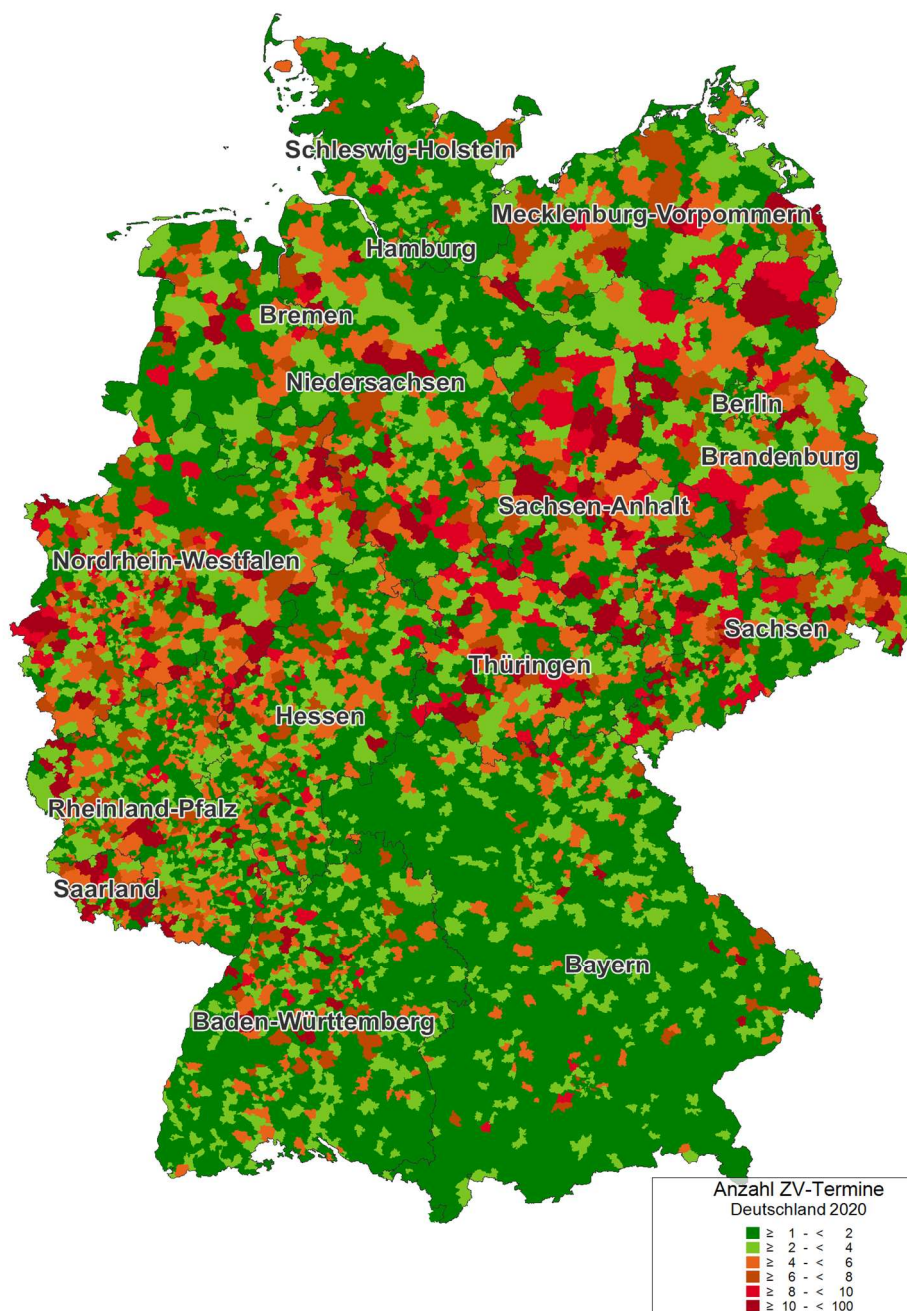 Schleswig-Holstein
Mecklenburg-Vorpommern
Hamburg
Bremen
Niedersachsen
Berlin
Brandenburg
Sachsen-Anhalt
Nordrhein-Westfalen
Sachsen
Thüringen
Hessen
Rheinland-Pfalz
Saarland
Bayern
Baden-Württemberg
Anzahl ZV-Termine
Deutschland 2020
≥ 1 - < 2
≥ 2 - < 4
≥ 4 - < 6
≥ 6 - < 8
≥ 8 - < 10
≥ 10 - < 100